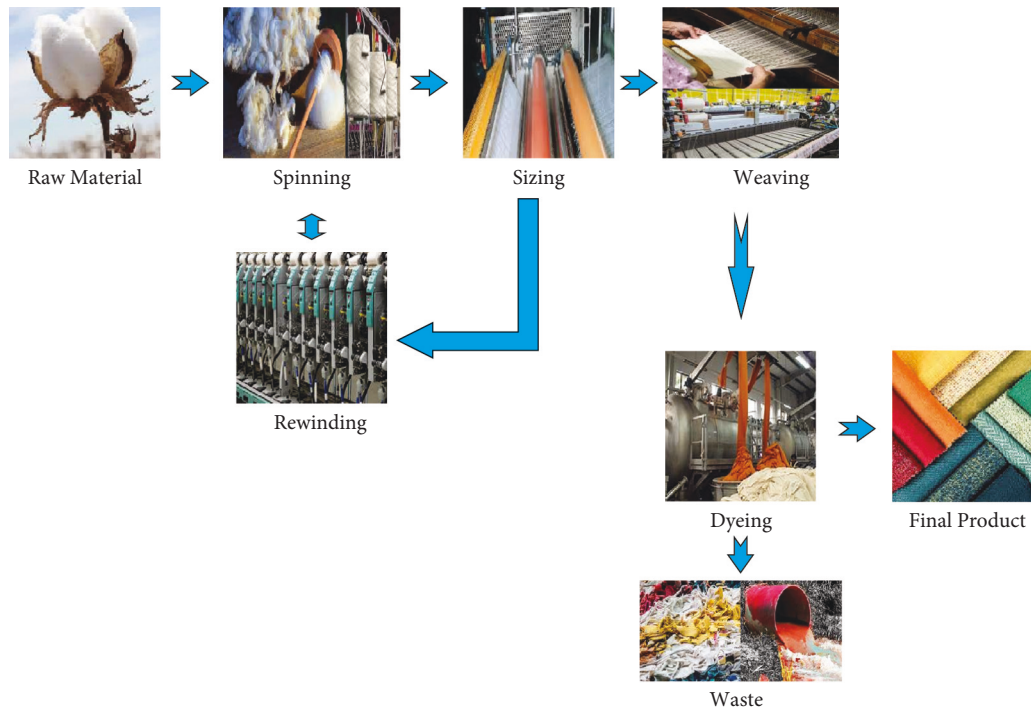 Raw Material
Spinning
Sizing
Weaving
Rewinding
Dyeing
Final Product
Waste